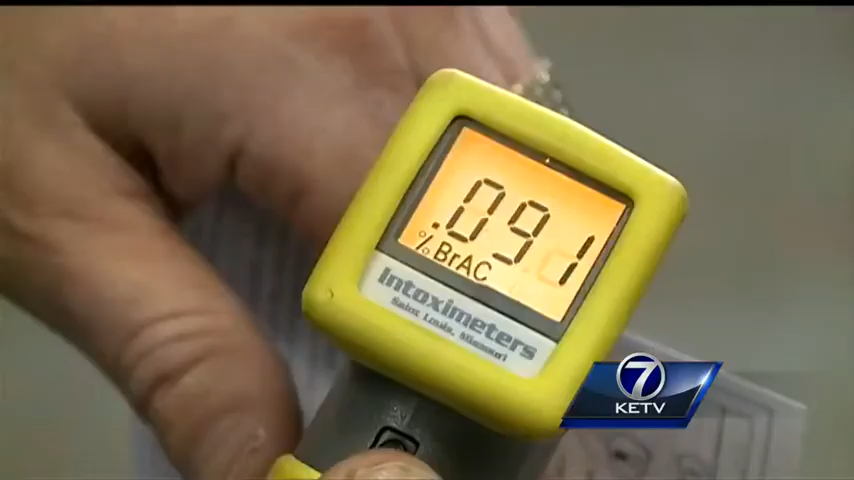 .091
%BrAC
Intoximeters
Saint Louis, Missouri
7
KETV